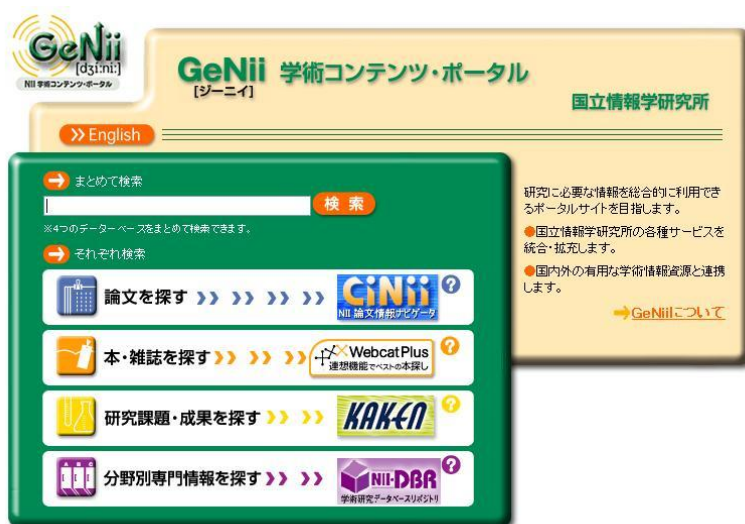 GeNii
[dʒí:ni:]
NII 学術コンテンツ・ポータル
GeNii 学術コンテンツ・ポータル
[ジーニイ]
国立情報学研究所
English
まとめて検索
検 索
※4つのデーターベースをまとめて検索できます。
それぞれ検索
論文を探す
CiNii
NII 論文情報ナビゲータ
?
本・雑誌を探す
Webcat Plus
連想機能でベストの本探し
?
研究課題・成果を探す
KAKEN
?
分野別専門情報を探す
NII-DBR
学術研究データベースリポジトリ
?
研究に必要な情報を総合的に利用でき
るポータルサイトを目指します。
●国立情報学研究所の各種サービスを
統合・拡充します。
●国内外の有用な学術情報資源と連携
します。
GeNiiについて